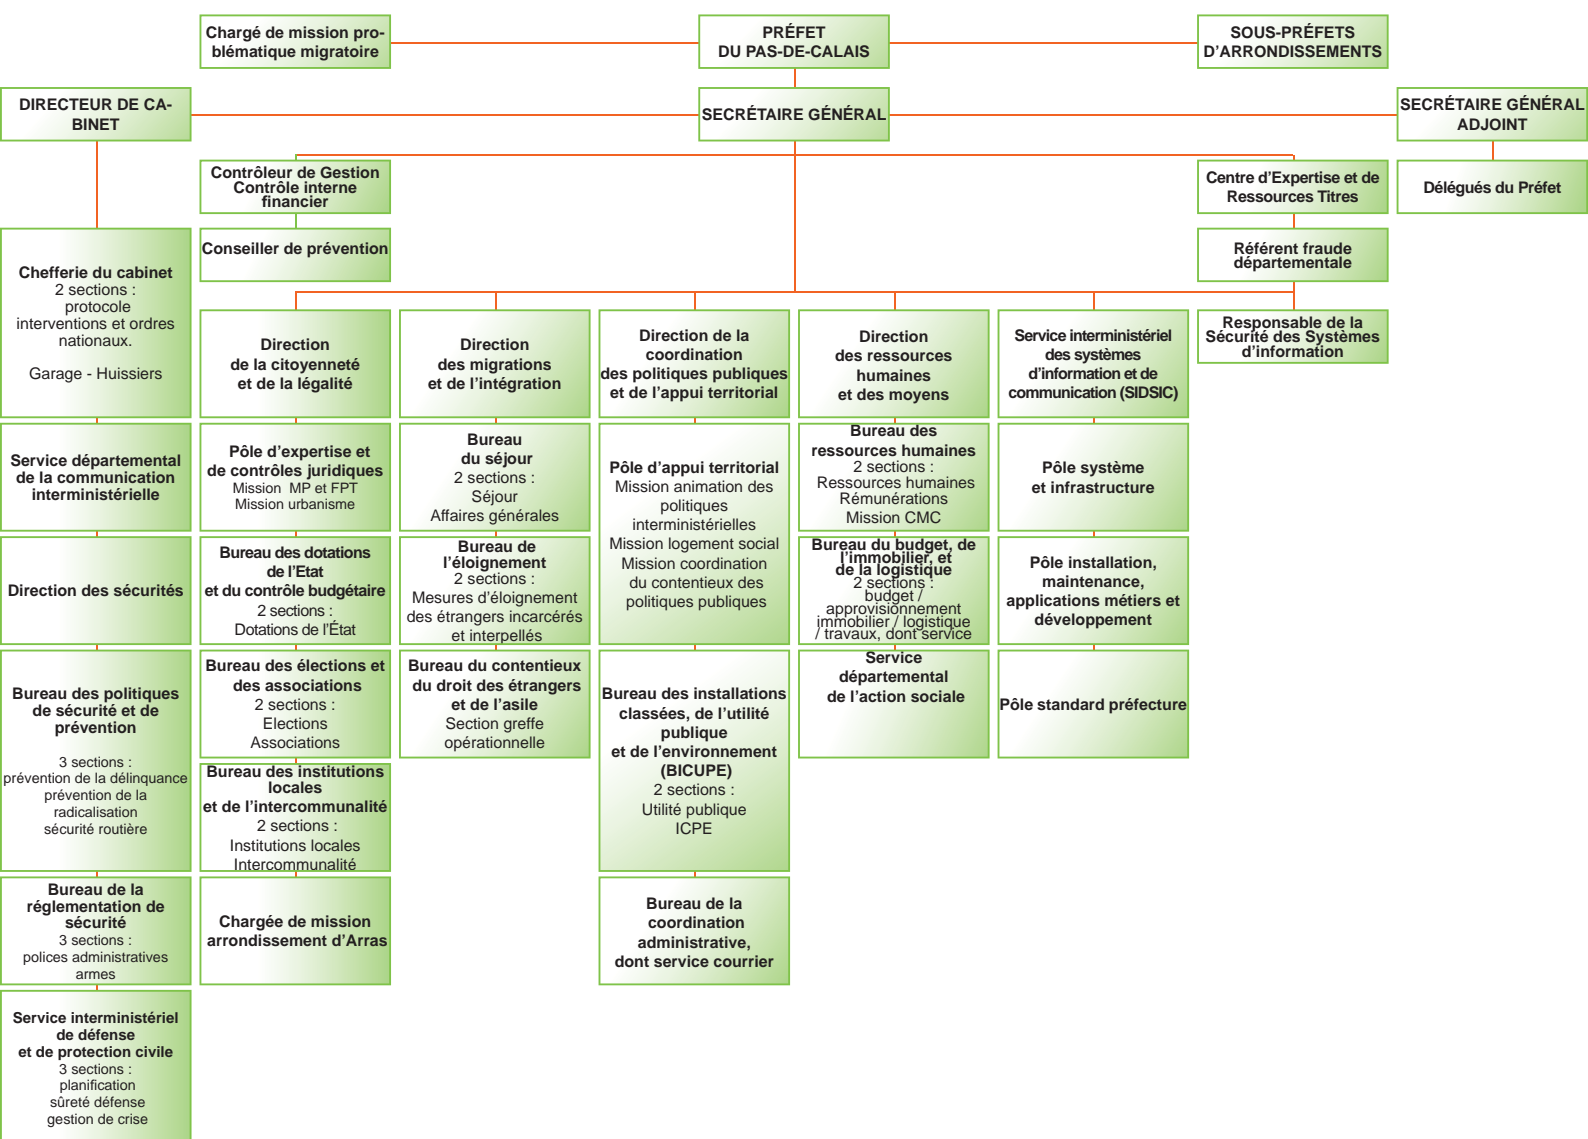 Chargé de mission pro-
blématique migratoire
PRÉFET
DU PAS-DE-CALAIS
SOUS-PRÉFETS
D'ARRONDISSEMENTS
DIRECTEUR DE CA-
BINET
SECRÉTAIRE GÉNÉRAL
SECRÉTAIRE GÉNÉRAL
ADJOINT
Contrôleur de Gestion
Contrôle interne
financier
Centre d'Expertise et de
Ressources Titres
Délégués du Préfet
Conseiller de prévention
Référent fraude
départementale
Chefferie du cabinet
2 sections :
protocole
interventions et ordres
nationaux.
Garage - Huissiers
Direction
de la citoyenneté
et de la légalité
Direction
des migrations
et de l'intégration
Direction de la
coordination
des politiques publiques
et de l'appui territorial
Direction
des ressources
humaines
et des moyens
Service interministériel
des systèmes
d'information et de
communication (SIDSIC)
Responsable de la
Sécurité des Systèmes
d'information
Service départemental
de la communication
interministérielle
Pôle d'expertise et
de contrôles juridiques
Mission MP et FPT
Mission urbanisme
Bureau
du séjour
2 sections :
Séjour
Affaires générales
Pôle d'appui territorial
Mission animation des
politiques
interministérielles
Mission logement social
Mission coordination
du contentieux des
politiques publiques
Bureau des
ressources humaines
2 sections :
Ressources humaines
Rémunérations
Mission CMC
Pôle système
et infrastructure
Direction des sécurités
Bureau des dotations
de l'Etat
et du contrôle budgétaire
2 sections :
Dotations de l'État
Bureau de
l'éloignement
2 sections :
Mesures d'éloignement
des étrangers incarcérés
et interpellés
Bureau du budget, de
l'immobilier, et
de la logistique
2 sections :
budget /
approvisionnement
immobilier / logistique
/ travaux, dont service
Pôle installation,
maintenance,
applications métiers et
développement
Bureau des politiques
de sécurité et de
prévention
3 sections :
prévention de la délinquance
prévention de la
radicalisation
sécurité routière
Bureau des élections et
des associations
2 sections :
Elections
Associations
Bureau du contentieux
du droit des étrangers
et de l'asile
Section greffe
opérationnelle
Bureau des installations
classées, de l'utilité
publique
et de l'environnement
(BICUPE)
2 sections :
Utilité publique
ICPE
Service
départemental
de l'action sociale
Pôle standard préfecture
Bureau des institutions
locales
et de l'intercommunalité
2 sections :
Institutions locales
Intercommunalité
Bureau de la
réglementation de
sécurité
3 sections :
polices administratives
armes
Chargée de mission
arrondissement d'Arras
Bureau de la
coordination
administrative,
dont service courrier
Service interministériel
de défense
et de protection civile
3 sections :
planification
sûreté défense
gestion de crise